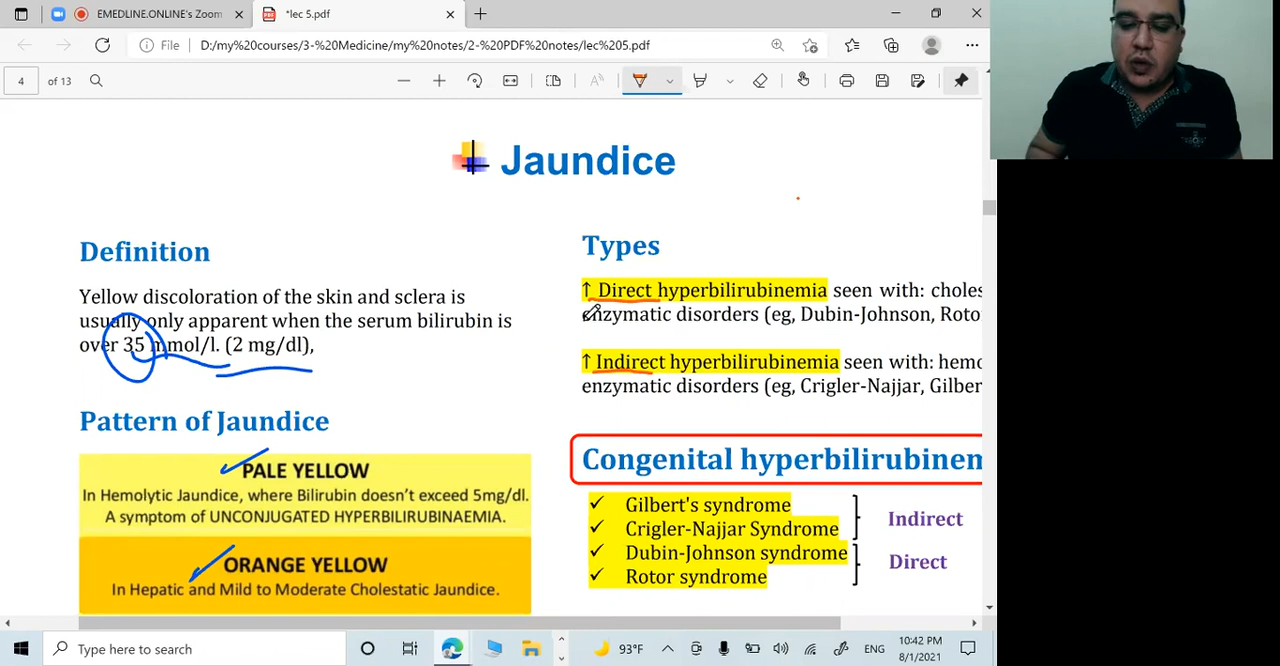 EMEDLINE.ONLINE's Zoom
*lec 5.pdf
File
D:/my%20courses/3-%20Medicine/my%20notes/2-%20PDF%20notes/lec%205.pdf
4 of 13
Jaundice
Definition
Yellow discoloration of the skin and sclera is
usually only apparent when the serum bilirubin is
over 35 mmol/l. (2 mg/dl),
Pattern of Jaundice
PALE YELLOW
In Hemolytic Jaundice, where Bilirubin doesn't exceed 5mg/dl.
A symptom of UNCONJUGATED HYPERBILIRUBINAEMIA.
ORANGE YELLOW
In Hepatic and Mild to Moderate Cholestatic Jaundice.
Types
↑ Direct hyperbilirubinemia seen with: choles
enzymatic disorders (eg, Dubin-Johnson, Roto
↑ Indirect hyperbilirubinemia seen with: hemo
enzymatic disorders (eg, Crigler-Najjar, Gilber
Congenital hyperbilirubinem
✓ Gilbert's syndrome
✓ Crigler-Najjar Syndrome
Indirect
✓ Dubin-Johnson syndrome
✓ Rotor syndrome
Direct
Type here to search
93°F
ENG
10:42 PM
8/1/2021